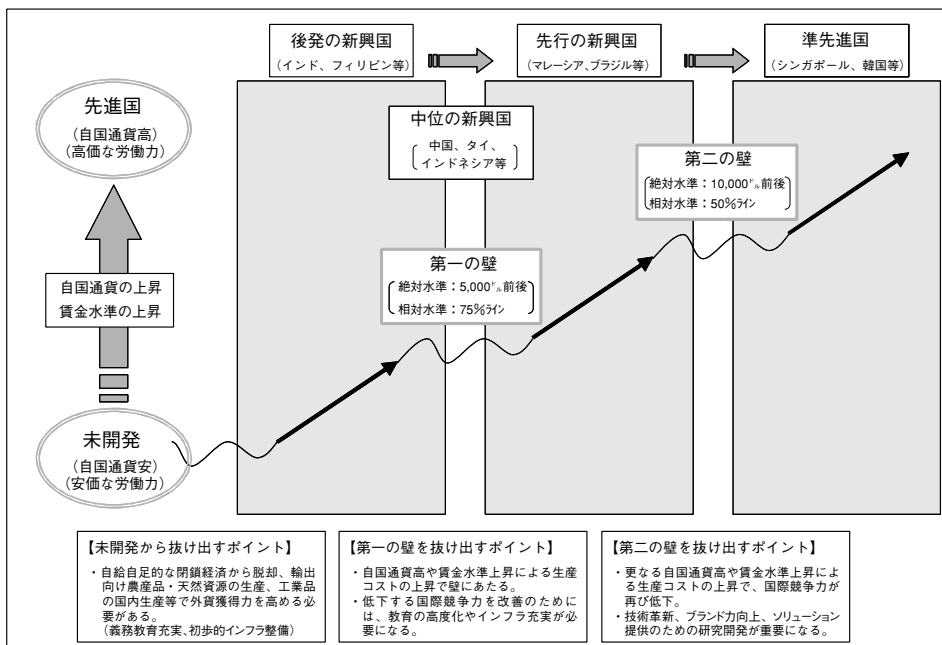 後発の新興国
(インド、フィリピン等)
先行の新興国
(マレーシア、ブラジル等)
準先進国
(シンガポール、韓国等)
先進国
(自国通貨高)
(高価な労働力)
中位の新興国
中国、タイ、
インドネシア等
第二の壁
絶対水準:10,000㌦前後
相対水準:50%ライン
自国通貨の上昇
賃金水準の上昇
第一の壁
絶対水準:5,000㌦前後
相対水準:75%ライン
未開発
(自国通貨安)
(安価な労働力)
【未開発から抜け出すポイント】
・自給自足的な閉鎖経済から脱却、輸出
向け農産品・天然資源の生産、工業品
の国内生産等で外貨獲得力を高める必
要がある。
(義務教育充実、初歩的インフラ整備)
【第一の壁を抜け出すポイント】
・自国通貨高や賃金水準上昇による生産
コストの上昇で壁にあたる。
・低下する国際競争力を改善のために
は、教育の高度化やインフラ充実が必
要になる。
【第二の壁を抜け出すポイント】
・更なる自国通貨高や賃金水準上昇によ
る生産コストの上昇で、国際競争力が
再び低下。
・技術革新、ブランド力向上、ソリューション
提供のための研究開発が重要になる。